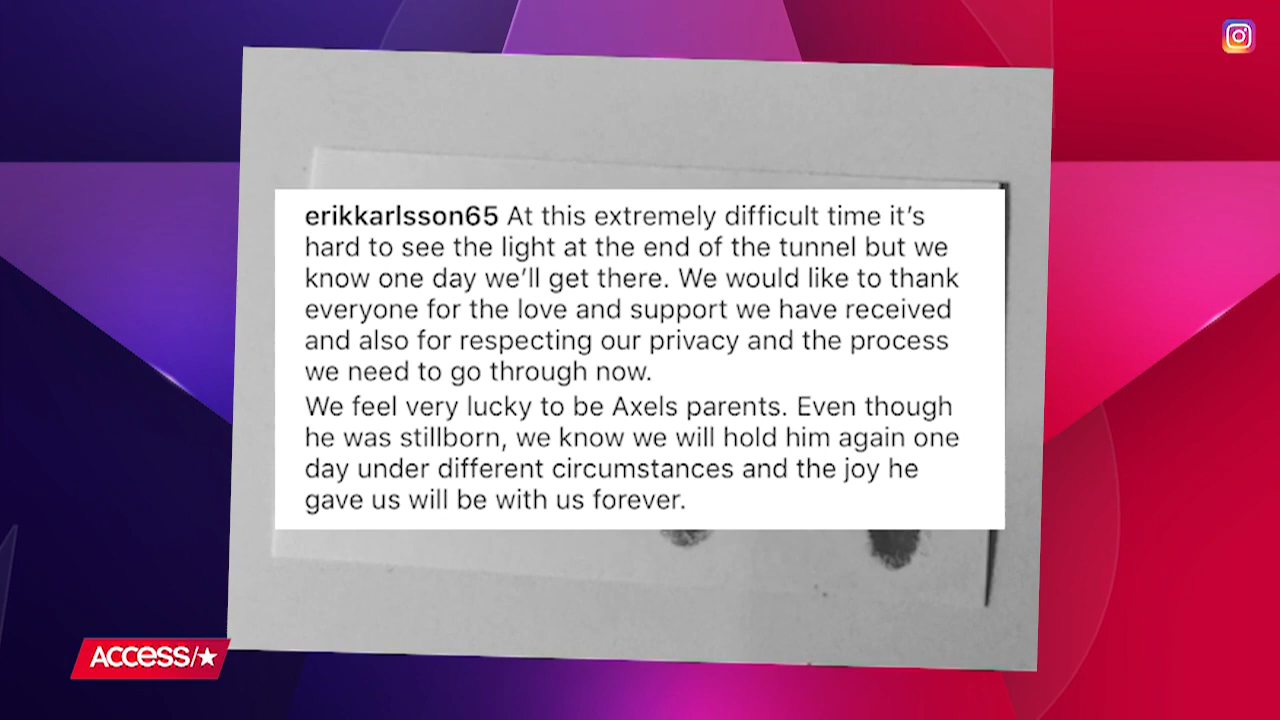 erikkarlsson65 At this extremely difficult time it’s
hard to see the light at the end of the tunnel but we
know one day we’ll get there. We would like to thank
everyone for the love and support we have received
and also for respecting our privacy and the process
we need to go through now.
We feel very lucky to be Axels parents. Even though
he was stillborn, we know we will hold him again one
day under different circumstances and the joy he
gave us will be with us forever.
ACCESS/